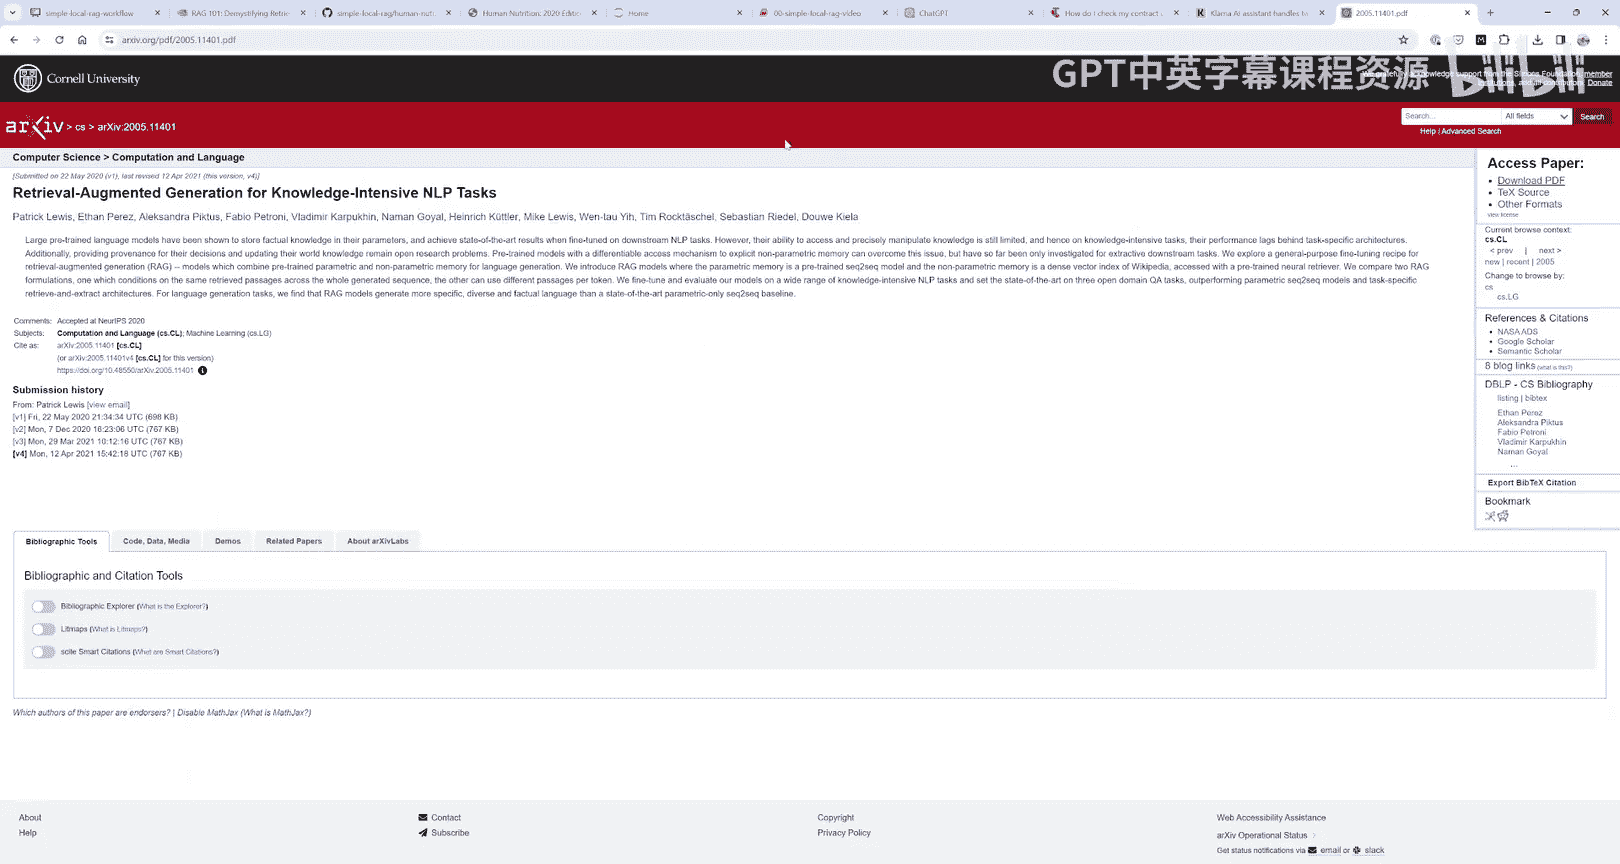 simple-local-rag-workflow
RAG 101: Demystifying Retrie
simple-local-rag/human-nut
Human Nutrition: 2020 Editi
Home
00-simple-local-rag-video
ChatGPT
How do I check my contract
Klarna AI assistant handles t
2005.11401.pdf
arxiv.org/pdf/2005.11401.pdf
GPT中英字幕课程资源
Cornell University
We gratefully acknowledge support from the Simons Foundation, member
institutions, and all contributors. Donate
arXiv > cs > arXiv:2005.11401
Search...
All fields
Search
Help | Advanced Search
Computer Science > Computation and Language
[Submitted on 22 May 2020 (v1), last revised 12 Apr 2021 (this version, v4)]
Retrieval-Augmented Generation for Knowledge-Intensive NLP Tasks
Patrick Lewis, Ethan Perez, Aleksandra Piktus, Fabio Petroni, Vladimir Karpukhin, Naman Goyal, Heinrich Küttler, Mike Lewis, Wen-tau Yih, Tim Rocktäschel, Sebastian Riedel, Douwe Kiela
Large pre-trained language models have been shown to store factual knowledge in their parameters, and achieve state-of-the-art results when fine-tuned on downstream NLP tasks. However, their ability to access and precisely manipulate knowledge is still limited, and hence on knowledge-intensive tasks, their performance lags behind task-specific architectures.
Additionally, providing provenance for their decisions and updating their world knowledge remain open research problems. Pre-trained models with a differentiable access mechanism to explicit non-parametric memory can overcome this issue, but have so far been only investigated for extractive downstream tasks. We explore a general-purpose fine-tuning recipe for
retrieval-augmented generation (RAG) -- models which combine pre-trained parametric and non-parametric memory for language generation. We introduce RAG models where the parametric memory is a pre-trained seq2seq model and the non-parametric memory is a dense vector index of Wikipedia, accessed with a pre-trained neural retriever. We compare two RAG
formulations, one which conditions on the same retrieved passages across the whole generated sequence, the other can use different passages per token. We fine-tune and evaluate our models on a wide range of knowledge-intensive NLP tasks and set the state-of-the-art on three open domain QA tasks, outperforming parametric seq2seq models and task-specific
retrieve-and-extract architectures. For language generation tasks, we find that RAG models generate more specific, diverse and factual language than a state-of-the-art parametric-only seq2seq baseline.
Comments: Accepted at NeurIPS 2020
Subjects: Computation and Language (cs.CL); Machine Learning (cs.LG)
Cite as: arXiv:2005.11401 [cs.CL]
(or arXiv:2005.11401v4 [cs.CL] for this version)
https://doi.org/10.48550/arXiv.2005.11401
Submission history
From: Patrick Lewis [view email]
[v1] Fri, 22 May 2020 21:34:34 UTC (698 KB)
[v2] Mon, 7 Dec 2020 16:23:06 UTC (767 KB)
[v3] Mon, 29 Mar 2021 10:12:16 UTC (767 KB)
[v4] Mon, 12 Apr 2021 15:42:18 UTC (767 KB)
Access Paper:
Download PDF
TeX Source
Other Formats
view license
Current browse context:
cs.CL
< prev | next >
new | recent | 2005
Change to browse by:
cs
cs.LG
References & Citations
NASA ADS
Google Scholar
Semantic Scholar
8 blog links (what is this?)
DBLP - CS Bibliography
listing | bibtex
Ethan Perez
Aleksandra Piktus
Fabio Petroni
Vladimir Karpukhin
Naman Goyal
...
Export BibTeX Citation
Bookmark
Bibliographic Tools
Code, Data, Media
Demos
Related Papers
About arXivLabs
Bibliographic and Citation Tools
Bibliographic Explorer (What is the Explorer?)
Litmaps (What is Litmaps?)
scite Smart Citations (What are Smart Citations?)
Which authors of this paper are endorsers? | Disable MathJax (What is MathJax?)
About
Help
Contact
Subscribe
Copyright
Privacy Policy
Web Accessibility Assistance
arXiv Operational Status
Get status notifications via email or slack